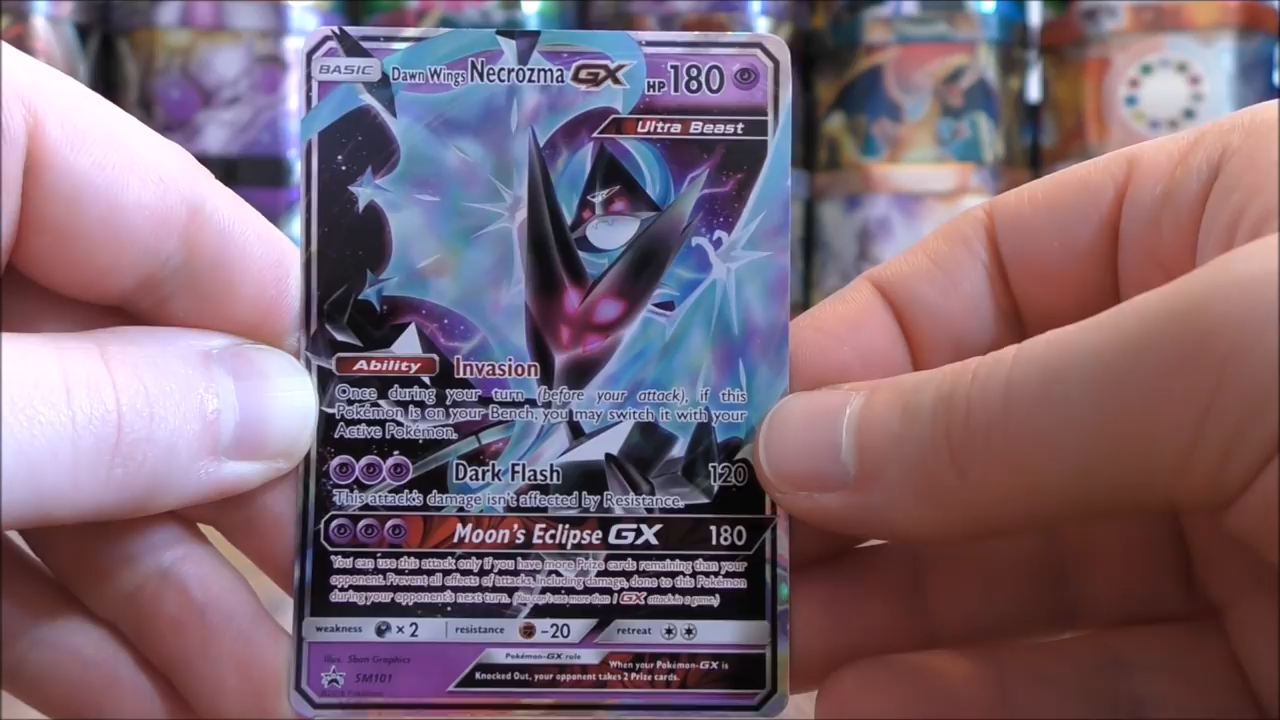 BASIC Dawn Wings Necrozma GX HP 180
Ultra Beast
Ability Invasion
Once during your turn (before your attack), if this
Pokémon is on your Bench, you may switch it with your
Active Pokémon.
Dark Flash 120
This attack's damage isn't affected by Resistance.
Moon's Eclipse GX 180
You can use this attack only if you have more Prize cards remaining than your
opponent. Prevent all effects of attacks, including damage, done to this Pokémon
during your opponent's next turn. (You can't use more than 1 GX attack in a game.)
weakness ×2 resistance -20 retreat
Illus. 5ban Graphics
Pokémon-GX rule
When your Pokémon-GX is
Knocked Out, your opponent takes 2 Prize cards.
SM101